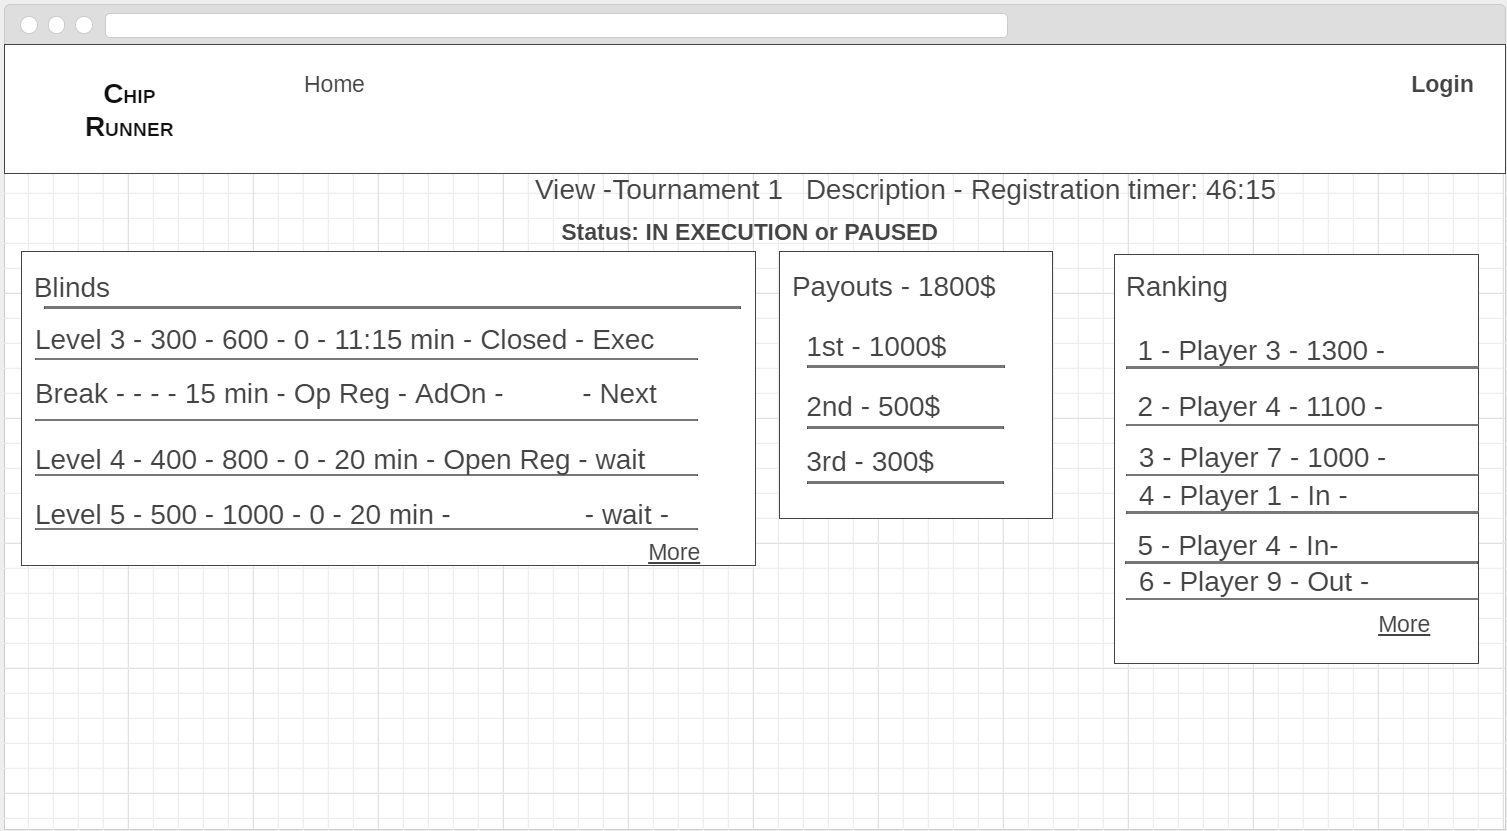 Chip
Runner
Home
Login
View -Tournament 1   Description - Registration timer: 46:15
Status: IN EXECUTION or PAUSED
Blinds
Level 3 - 300 - 600 - 0 - 11:15 min - Closed - Exec
Break - - - - 15 min - Op Reg - AdOn -          - Next
Level 4 - 400 - 800 - 0 - 20 min - Open Reg - wait
Level 5 - 500 - 1000 - 0 - 20 min -                 - wait -
More
Payouts - 1800$
1st - 1000$
2nd - 500$
3rd - 300$
Ranking
1 - Player 3 - 1300 -
2 - Player 4 - 1100 -
3 - Player 7 - 1000 -
4 - Player 1 - In -
5 - Player 4 - In-
6 - Player 9 - Out -
More